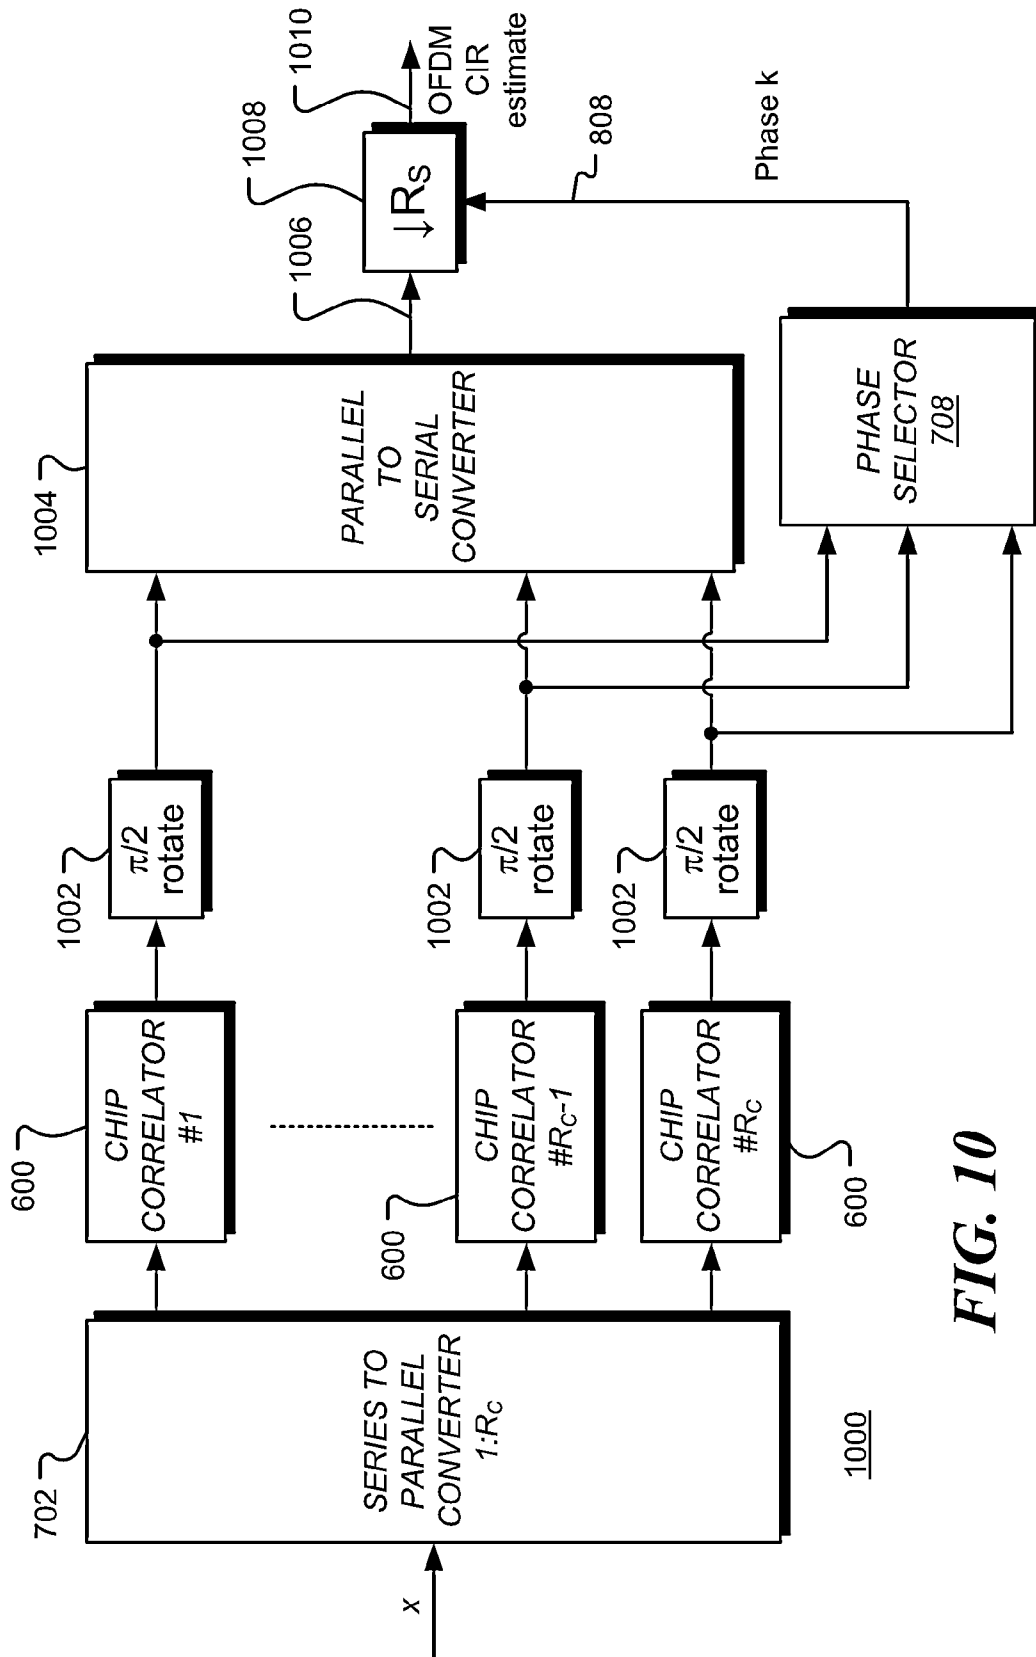 x
702
SERIES TO
PARALLEL
CONVERTER
1:RC
600
CHIP
CORRELATOR
#1
600
CHIP
CORRELATOR
#RC-1
CHIP
CORRELATOR
#RC
600
1002
π/2
rotate
1002
π/2
rotate
1002
π/2
rotate
1004
PARALLEL
TO
SERIAL
CONVERTER
1006
1008
↓RS
1010
OFDM
CIR
estimate
808
Phase k
PHASE
SELECTOR
708
1000
FIG. 10